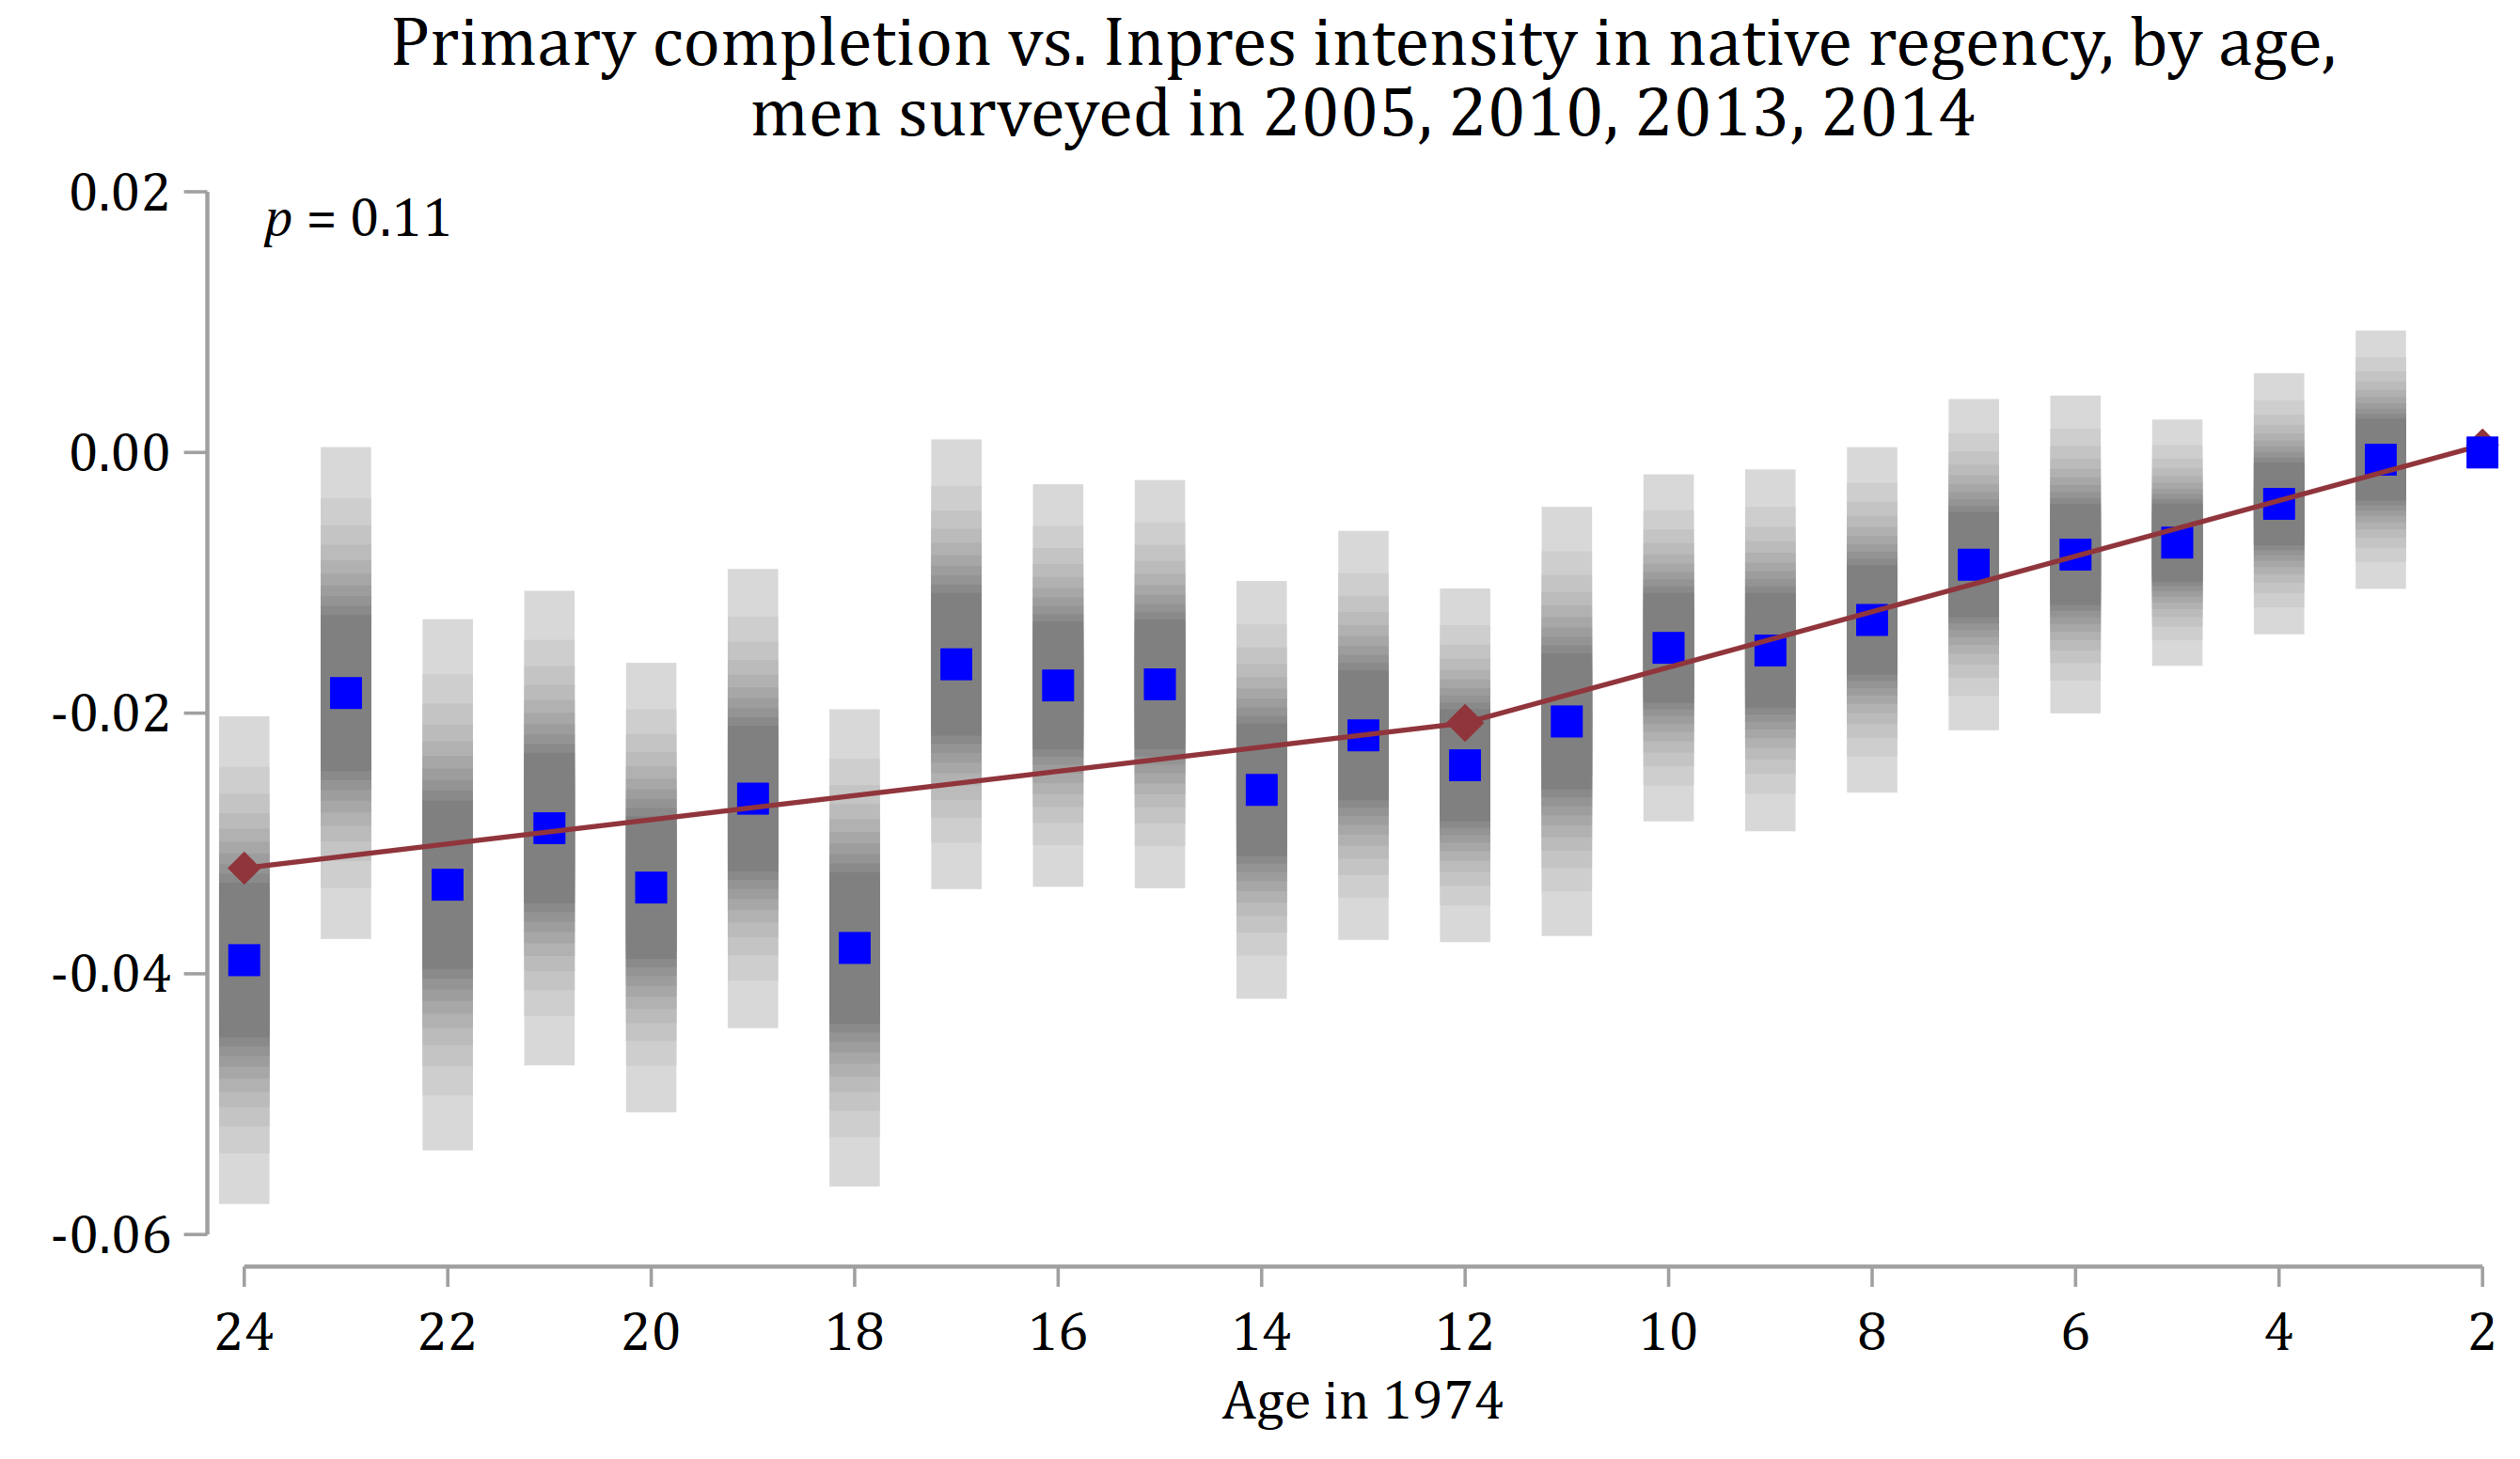 Primary completion vs. Inpres intensity in native regency, by age,
men surveyed in 2005, 2010, 2013, 2014
0.02
p = 0.11
0.00
-0.02
-0.04
-0.06
24 22 20 18 16 14 12 10 8 6 4 2
Age in 1974